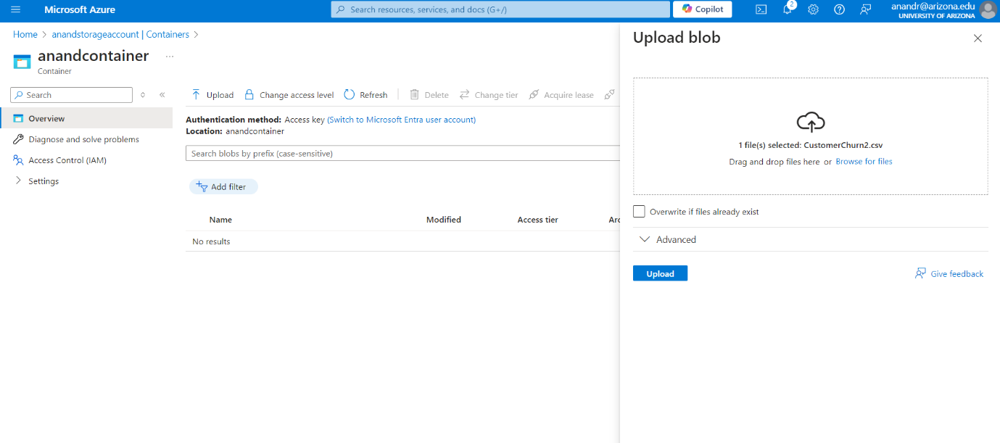 Microsoft Azure
Search resources, services, and docs (G+/)
Copilot
2
anandr@arizona.edu
UNIVERSITY OF ARIZONA
Home > anandstorageaccount | Containers >
anandcontainer ...
Container
Search
Overview
Diagnose and solve problems
Access Control (IAM)
Settings
Upload Change access level Refresh Delete Change tier Acquire lease
Authentication method: Access key (Switch to Microsoft Entra user account)
Location: anandcontainer
Search blobs by prefix (case-sensitive)
Add filter
Name Modified Access tier Arc
No results
Upload blob
1 file(s) selected: CustomerChurn2.csv
Drag and drop files here or Browse for files
Overwrite if files already exist
Advanced
Upload
Give feedback